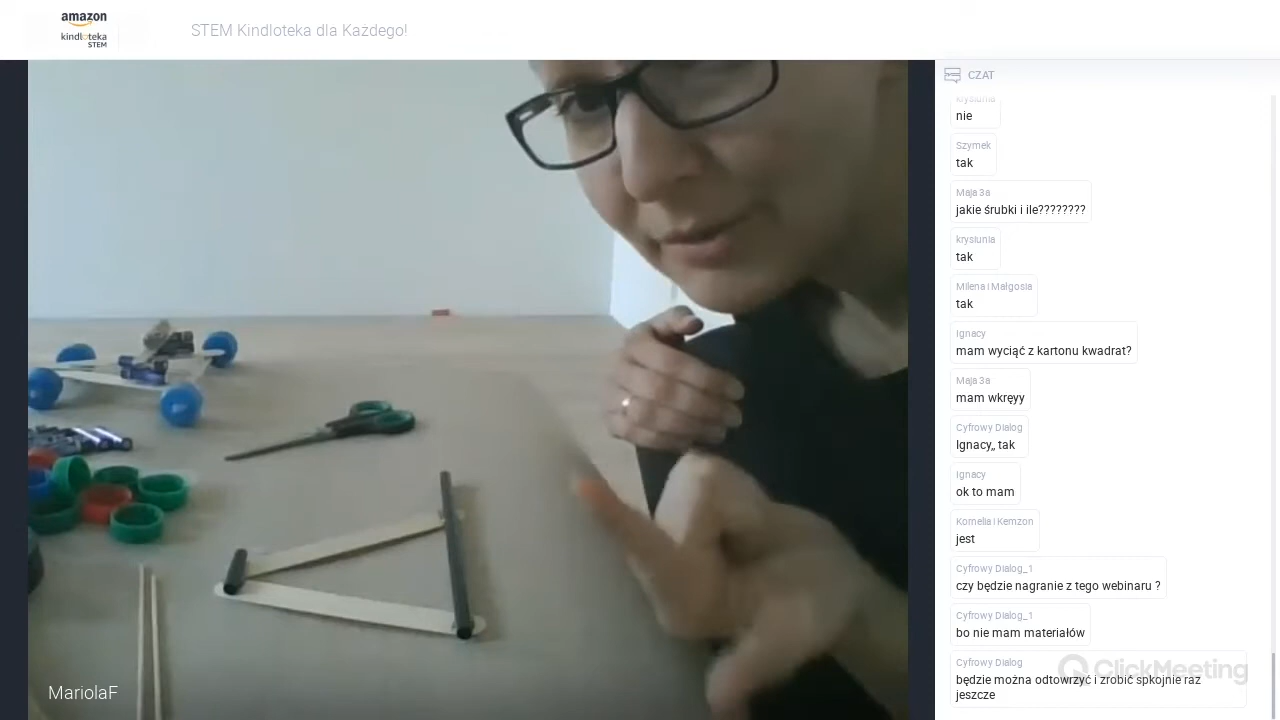 amazon
kindloteka
STEM
STEM Kindloteka dla Każdego!
MariolaF
CZAT
krysiunia
nie
Szymek
tak
Maja 3a
jakie śrubki i ile????????
krysiunia
tak
Milena i Małgosia
tak
Ignacy
mam wyciąć z kartonu kwadrat?
Maja 3a
mam wkręyy
Cyfrowy Dialog
Ignacy,, tak
Ignacy
ok to mam
Kornelia i Kemzon
jest
Cyfrowy Dialog_1
czy będzie nagranie z tego webinaru ?
Cyfrowy Dialog_1
bo nie mam materiałów
Cyfrowy Dialog
będzie można odtowrzyć i zrobić spkojnie raz
jeszcze
ClickMeeting